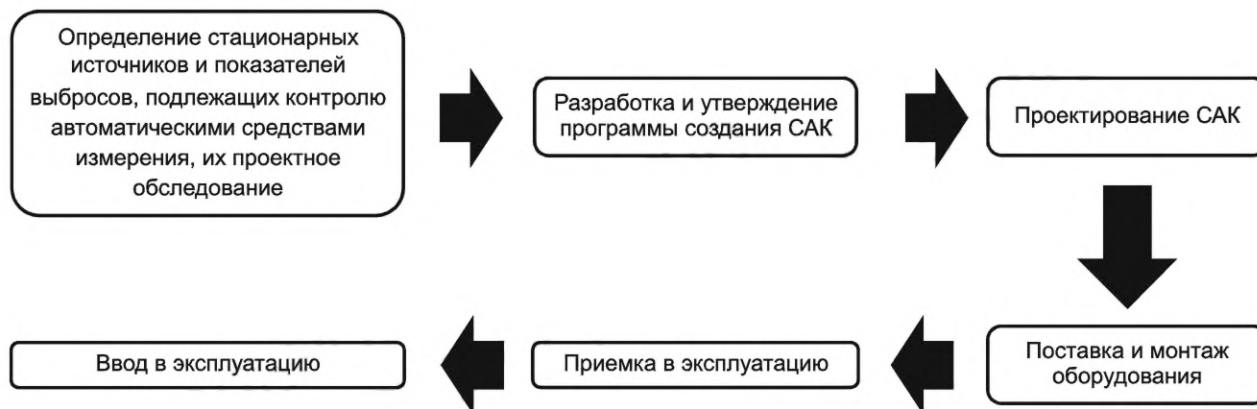 Определение стационарных
источников и показателей
выбросов, подлежащих контролю
автоматическими средствами
измерения, их проектное
обследование
Разработка и утверждение
программы создания САК
Проектирование САК
Поставка и монтаж
оборудования
Приемка в эксплуатацию
Ввод в эксплуатацию